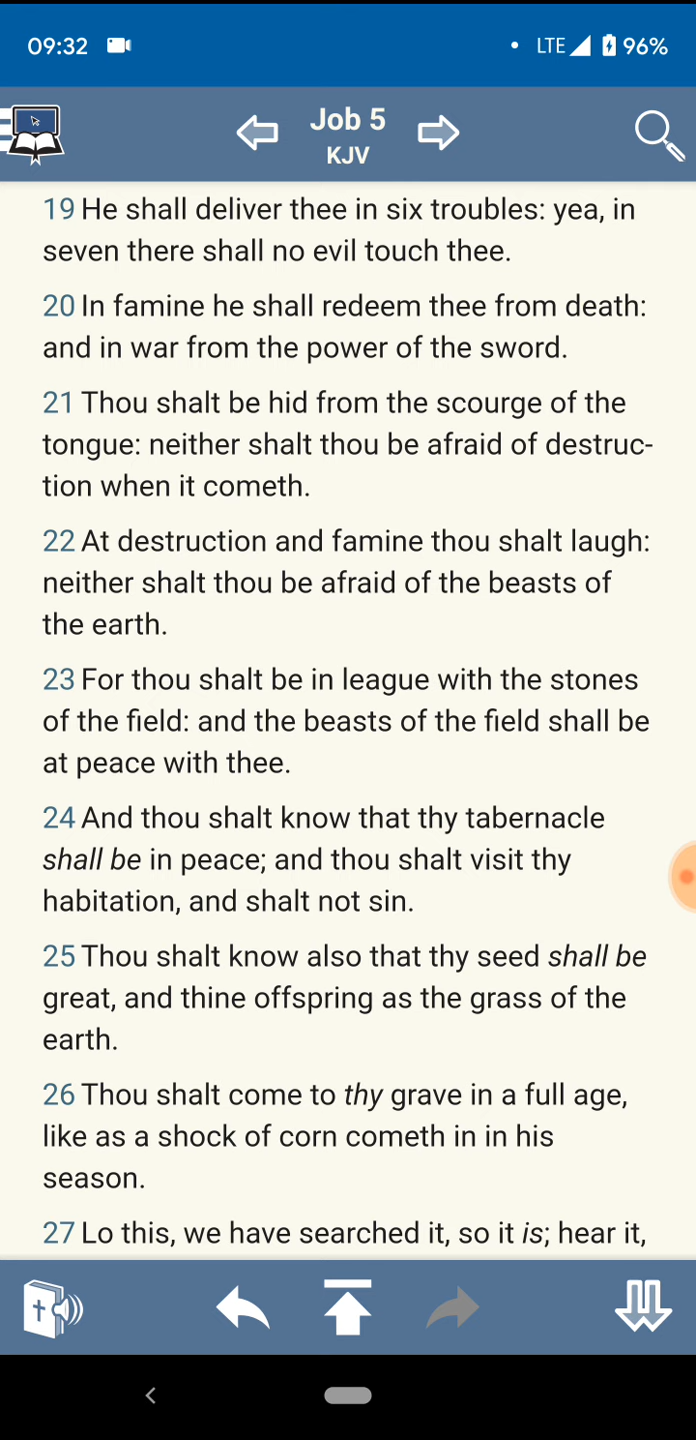 09:32
LTE 96%
Job 5
KJV
19 He shall deliver thee in six troubles: yea, in
seven there shall no evil touch thee.
20 In famine he shall redeem thee from death:
and in war from the power of the sword.
21 Thou shalt be hid from the scourge of the
tongue: neither shalt thou be afraid of destruc-
tion when it cometh.
22 At destruction and famine thou shalt laugh:
neither shalt thou be afraid of the beasts of
the earth.
23 For thou shalt be in league with the stones
of the field: and the beasts of the field shall be
at peace with thee.
24 And thou shalt know that thy tabernacle
shall be in peace; and thou shalt visit thy
habitation, and shalt not sin.
25 Thou shalt know also that thy seed shall be
great, and thine offspring as the grass of the
earth.
26 Thou shalt come to thy grave in a full age,
like as a shock of corn cometh in in his
season.
27 Lo this, we have searched it, so it is; hear it,